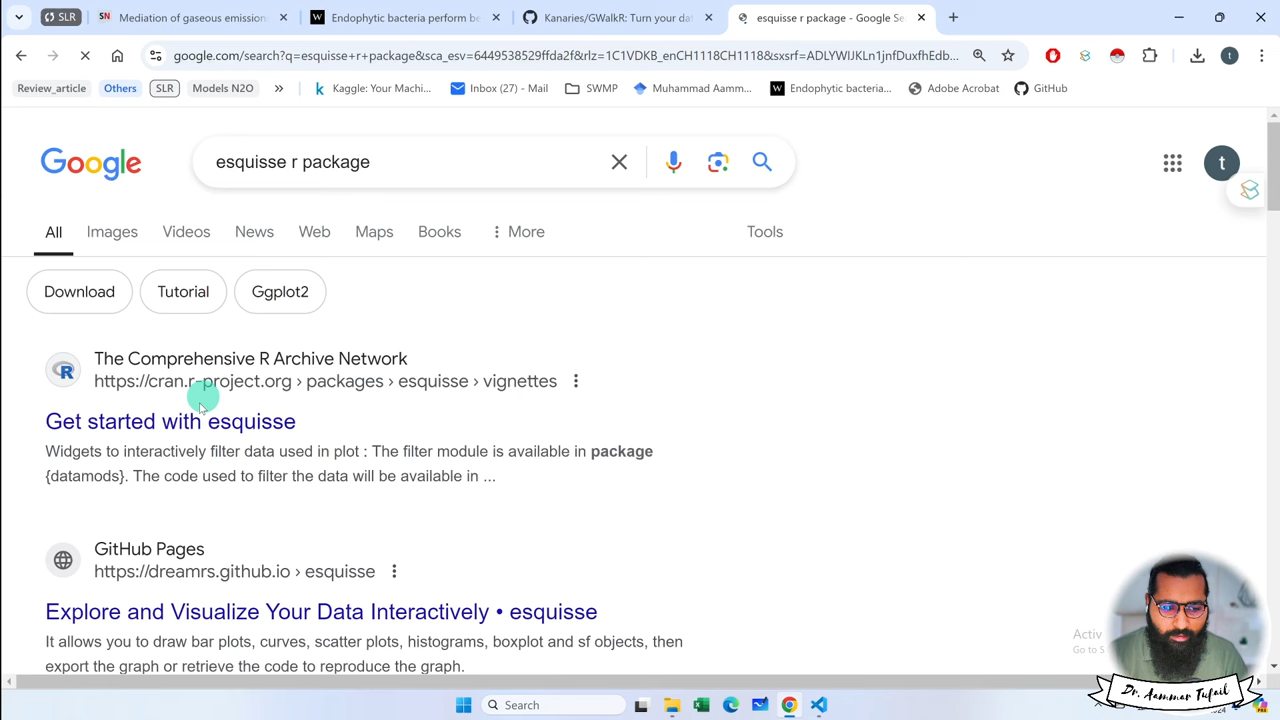 SLR
Mediation of gaseous emission
Endophytic bacteria perform be
Kanaries/GWalkR: Turn your da
esquisse r package - Google Se
google.com/search?q=esquisse+r+package&sca_esv=6449538529ffda2f&rlz=1C1VDKB_enCH1118CH1118&sxsrf=ADLYWIJKLn1jnfDuxfhEdb...
Review_article
Others
SLR
Models N2O
Kaggle: Your Machi...
Inbox (27) - Mail
SWMP
Muhammad Aamm...
Endophytic bacteria...
Adobe Acrobat
GitHub
Google
esquisse r package
t
All
Images
Videos
News
Web
Maps
Books
More
Tools
Download
Tutorial
Ggplot2
The Comprehensive R Archive Network
https://cran.r-project.org › packages › esquisse › vignettes
Get started with esquisse
Widgets to interactively filter data used in plot : The filter module is available in package
{datamods}. The code used to filter the data will be available in ...
GitHub Pages
https://dreamrs.github.io › esquisse
Explore and Visualize Your Data Interactively • esquisse
It allows you to draw bar plots, curves, scatter plots, histograms, boxplot and sf objects, then
export the graph or retrieve the code to reproduce the graph.
Activ
Go to S
Dr. Aammar Tufail
Search